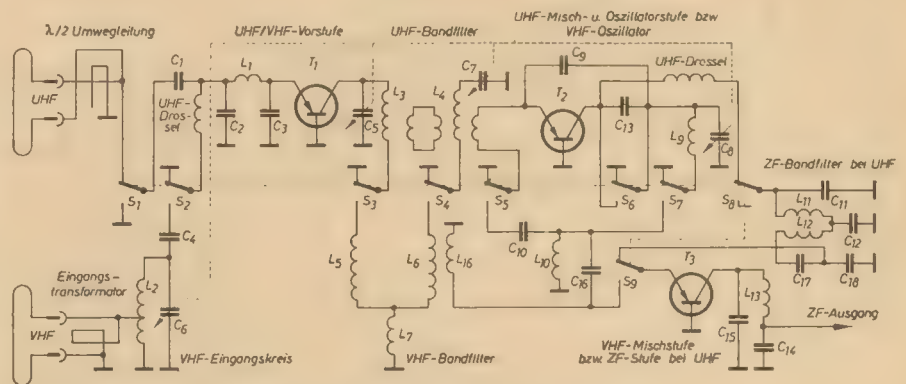 λ/2 Umwegleitung
UHF/VHF-Vorstufe
UHF-Bandfilter
UHF-Misch- u. Oszillatorstufe bzw
VHF-Oszillator
UHF
C1
UHF-
Dros-
sel
L1
C2
C3
T1
C5
L3
L4
C7
C9
T2
UHF-Drossel
C13
L9
C8
ZF-Bandfilter bei UHF
S1
S2
S3
S4
S5
S6
S7
S8
L11
C11
L12
C12
C4
C10
L10
C16
S9
T3
C17
C18
Eingangs-
transformator
L2
C6
L5
L6
L16
L13
ZF-Ausgang
VHF
L7
C15
C14
VHF-Eingangskreis
VHF-Bandfilter
VHF-Mischstufe
bzw. ZF-Stufe bei UHF